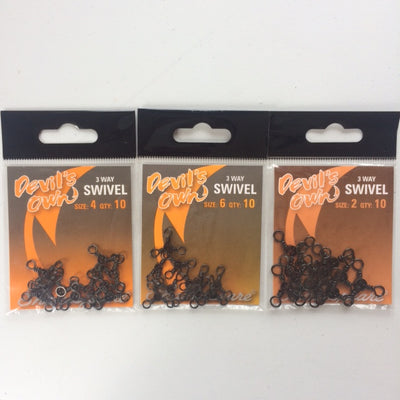 Devil's Own
3 WAY
SWIVEL
SIZE: 4 QTY: 10
Devil's Own
3 WAY
SWIVEL
SIZE: 6 QTY: 10
Devil's Own
3 WAY
SWIVEL
SIZE: 2 QTY: 10